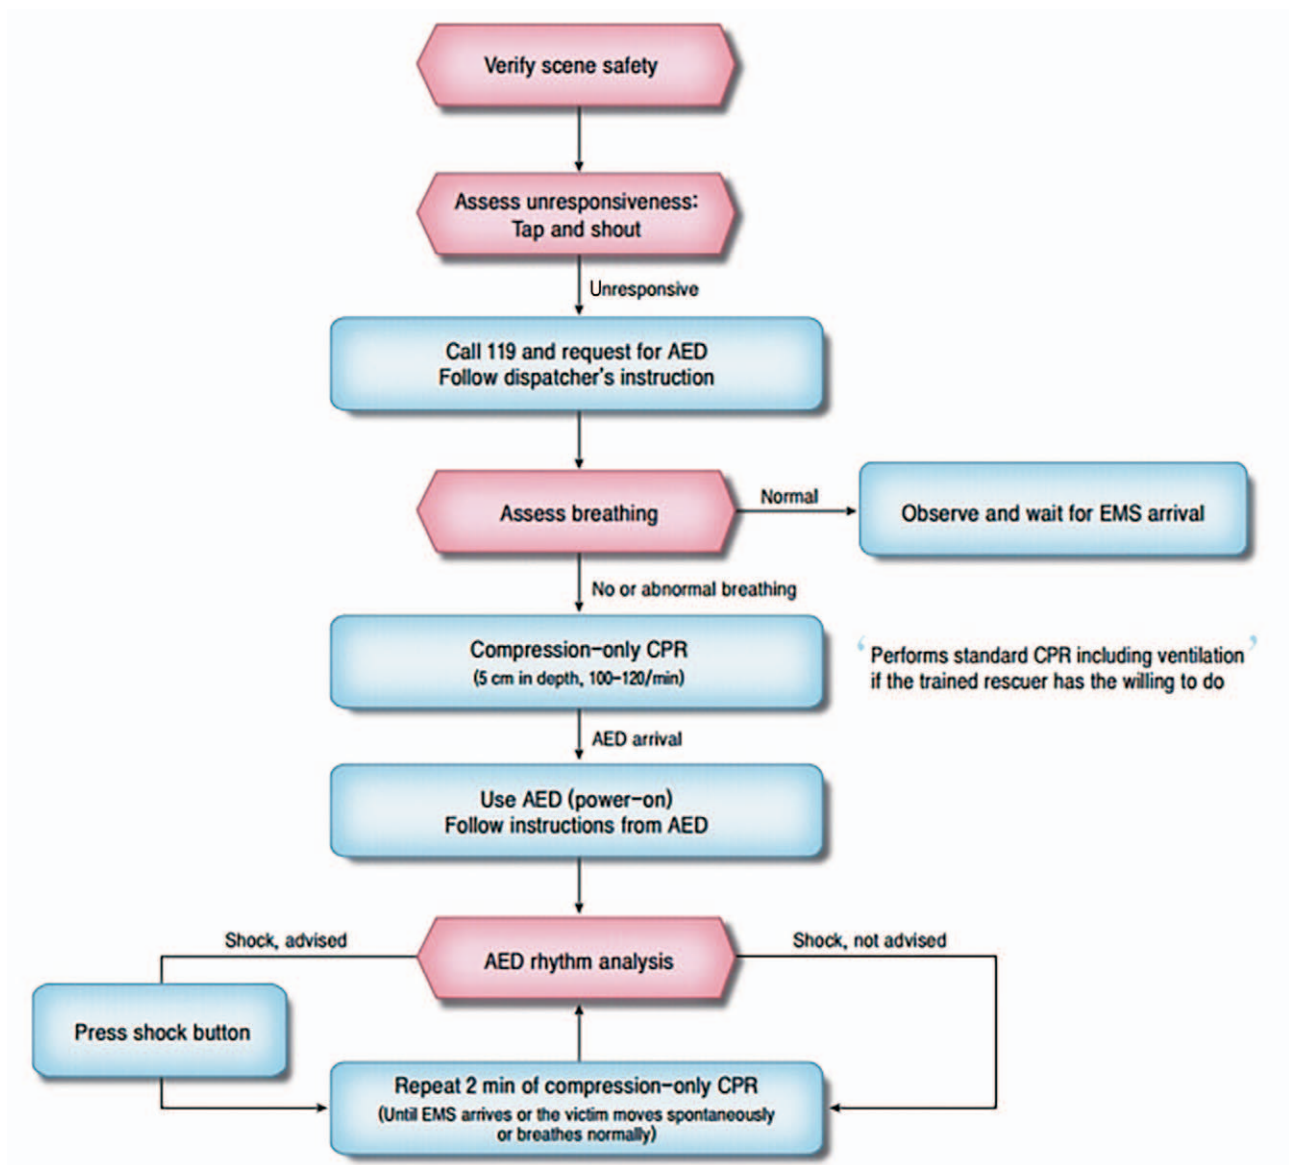 Verify scene safety
Assess unresponsiveness:
Tap and shout
Unresponsive
Call 119 and request for AED
Follow dispatcher's instruction
Assess breathing
Normal
Observe and wait for EMS arrival
No or abnormal breathing
Compression-only CPR
(5 cm in depth, 100-120/min)
‘Performs standard CPR including ventilation’
if the trained rescuer has the willing to do
AED arrival
Use AED (power-on)
Follow instructions from AED
Shock, advised
AED rhythm analysis
Shock, not advised
Press shock button
Repeat 2 min of compression-only CPR
(Until EMS arrives or the victim moves spontaneously
or breathes normally)